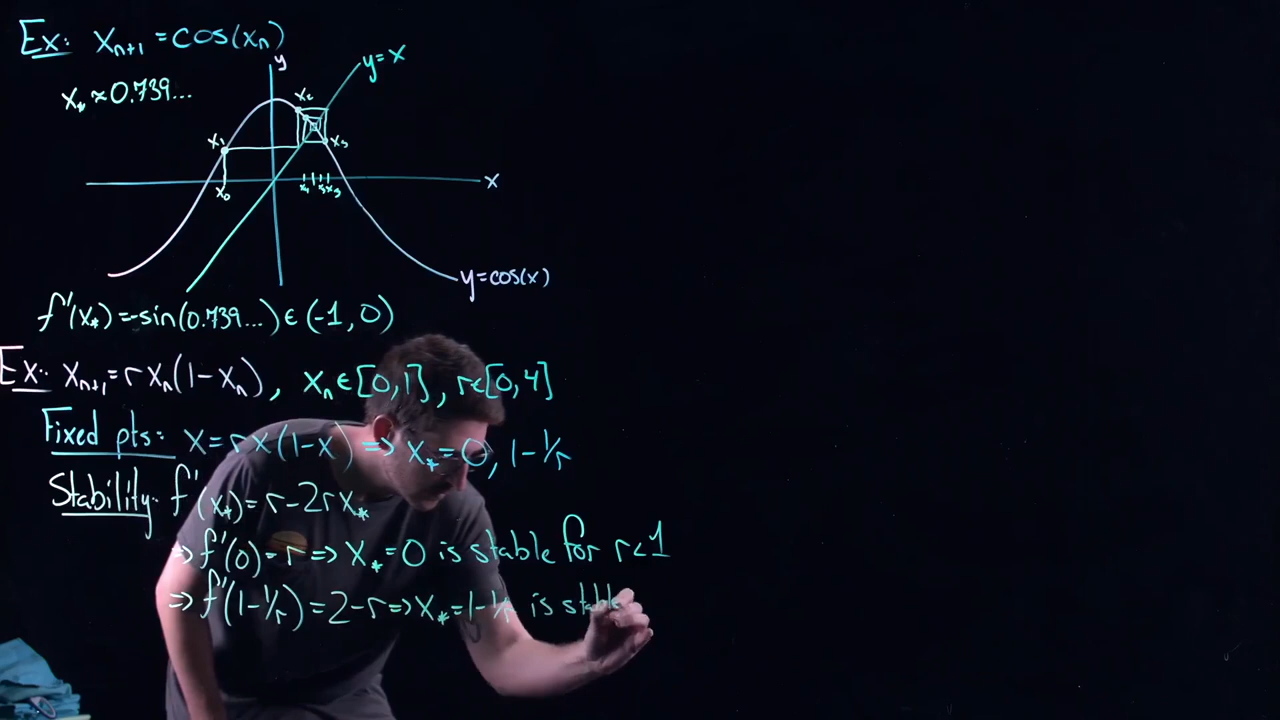 Ex: Xₙ₊₁ = cos(xₙ)
y
y=x
x* ≈ 0.739...
x₂
x₁
x₃
x
x₀
y=cos(x)
f'(x*) = -sin(0.739...) ∈ (-1, 0)
Ex: Xₙ₊₁ = r Xₙ(1-Xₙ), Xₙ ∈ [0,1], r ∈ [0,4]
Fixed pts: X = r X(1-X) => X* = 0, 1-1/r
Stability: f'(x*) = r-2rX*
=> f'(0) = r => X* = 0 is stable for r<1
=> f'(1-1/r) = 2-r => X* = 1-1/r is stable